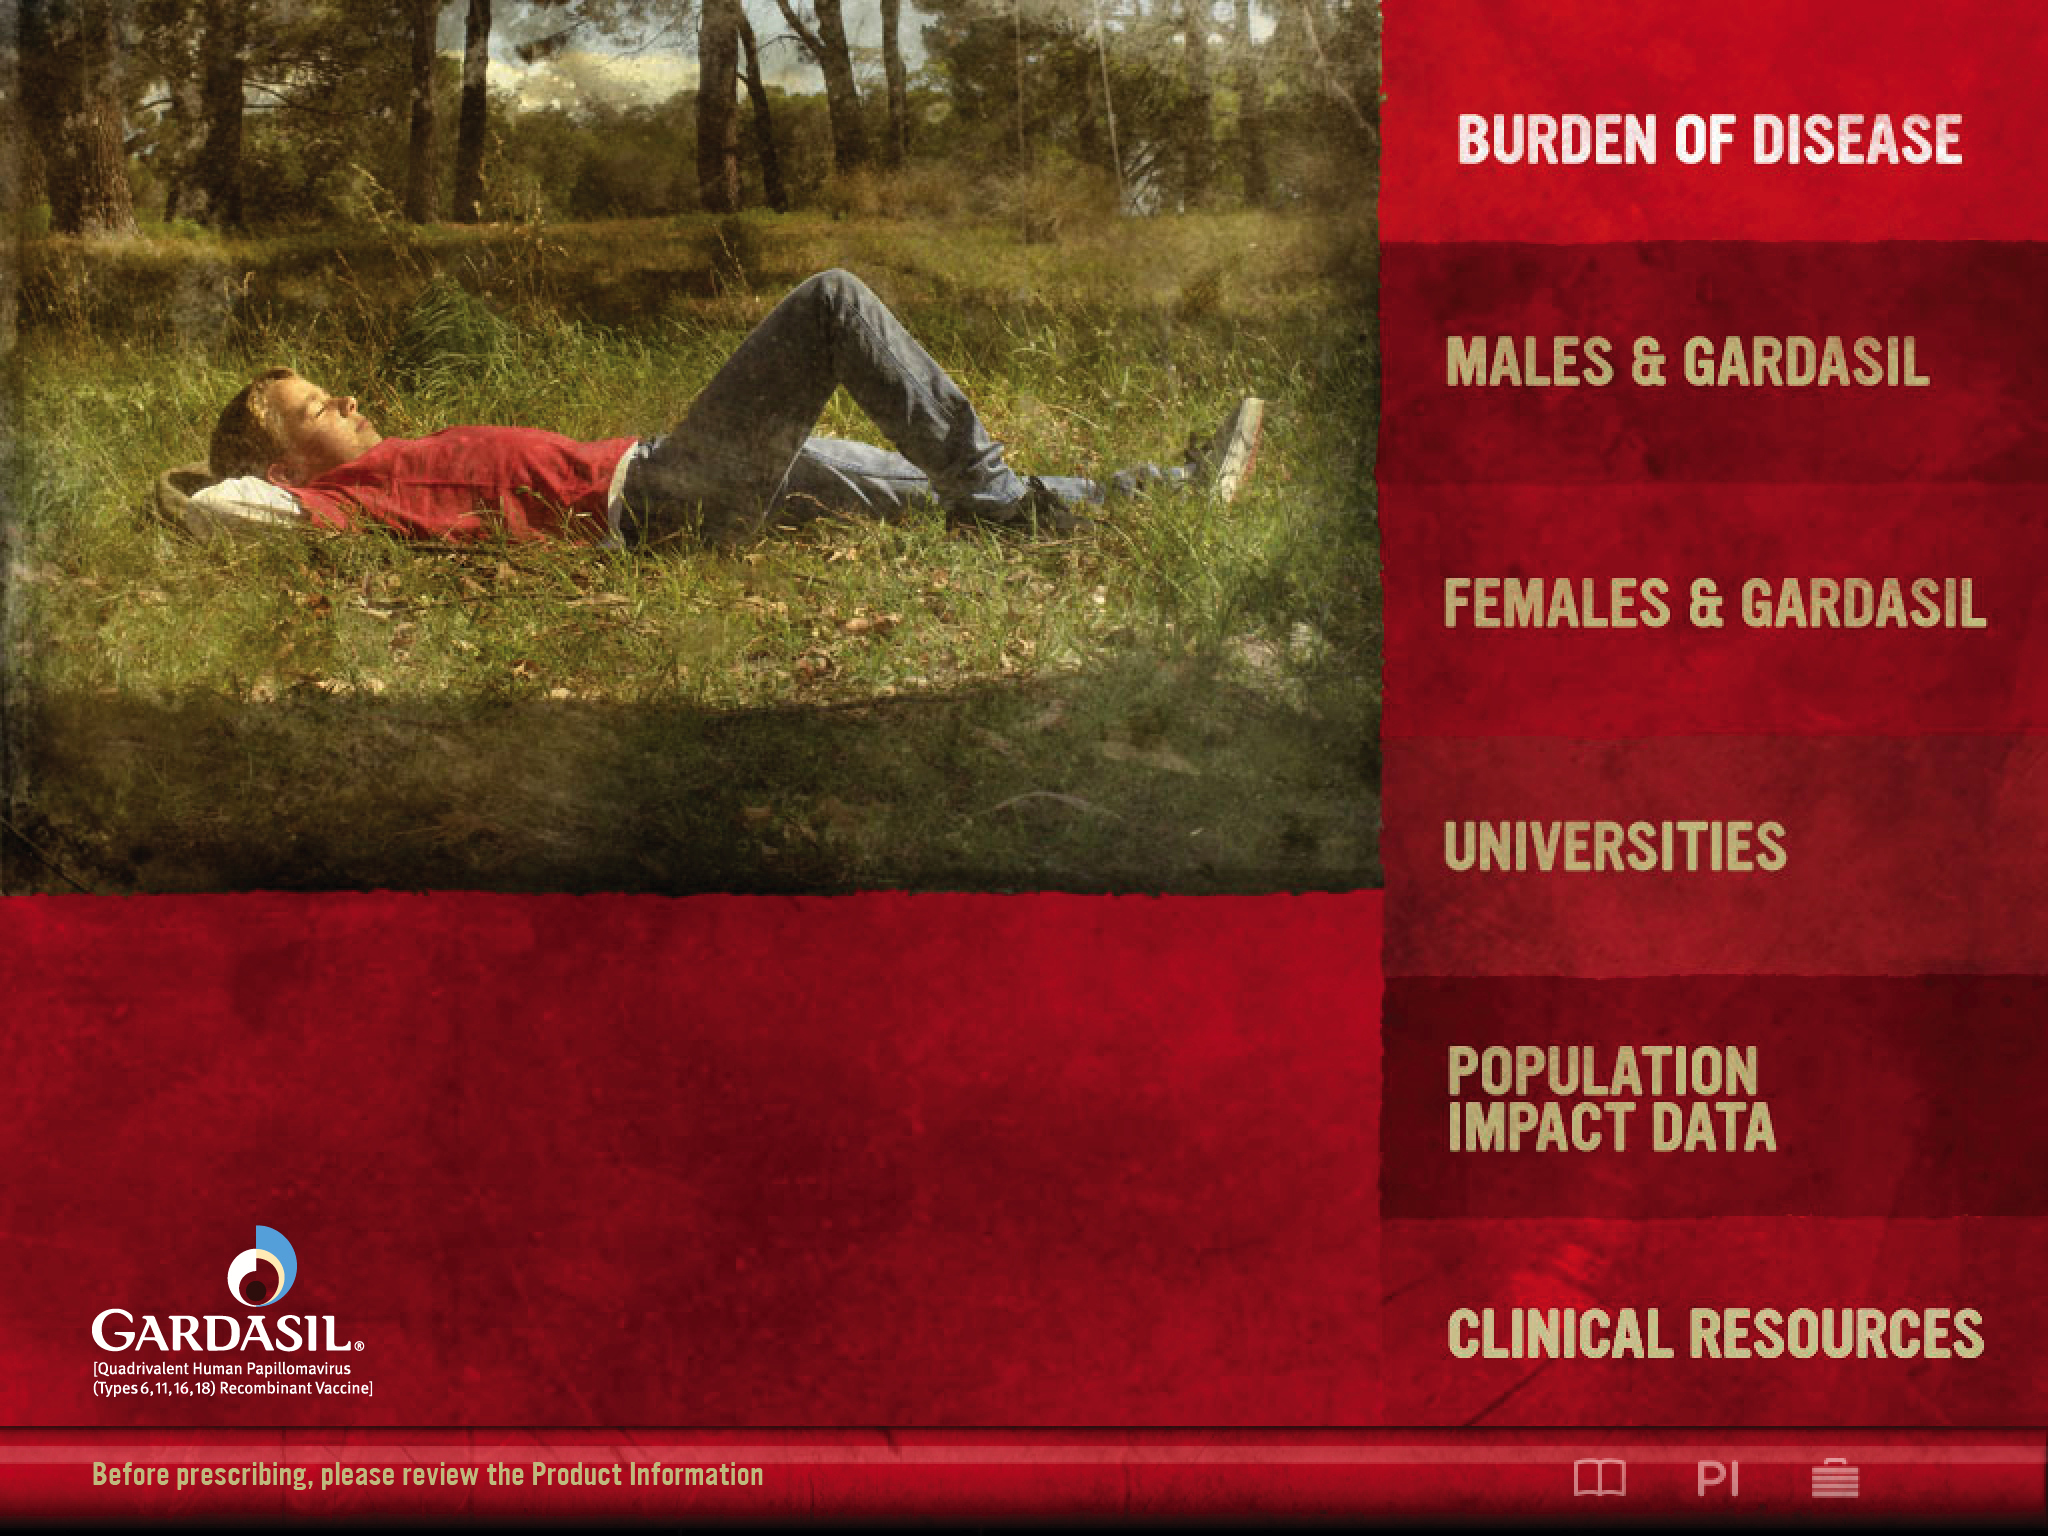 BURDEN OF DISEASE
MALES & GARDASIL
FEMALES & GARDASIL
UNIVERSITIES
POPULATION
IMPACT DATA
CLINICAL RESOURCES
GARDASIL®
[Quadrivalent Human Papillomavirus
(Types 6, 11, 16, 18) Recombinant Vaccine]
Before prescribing, please review the Product Information
PI